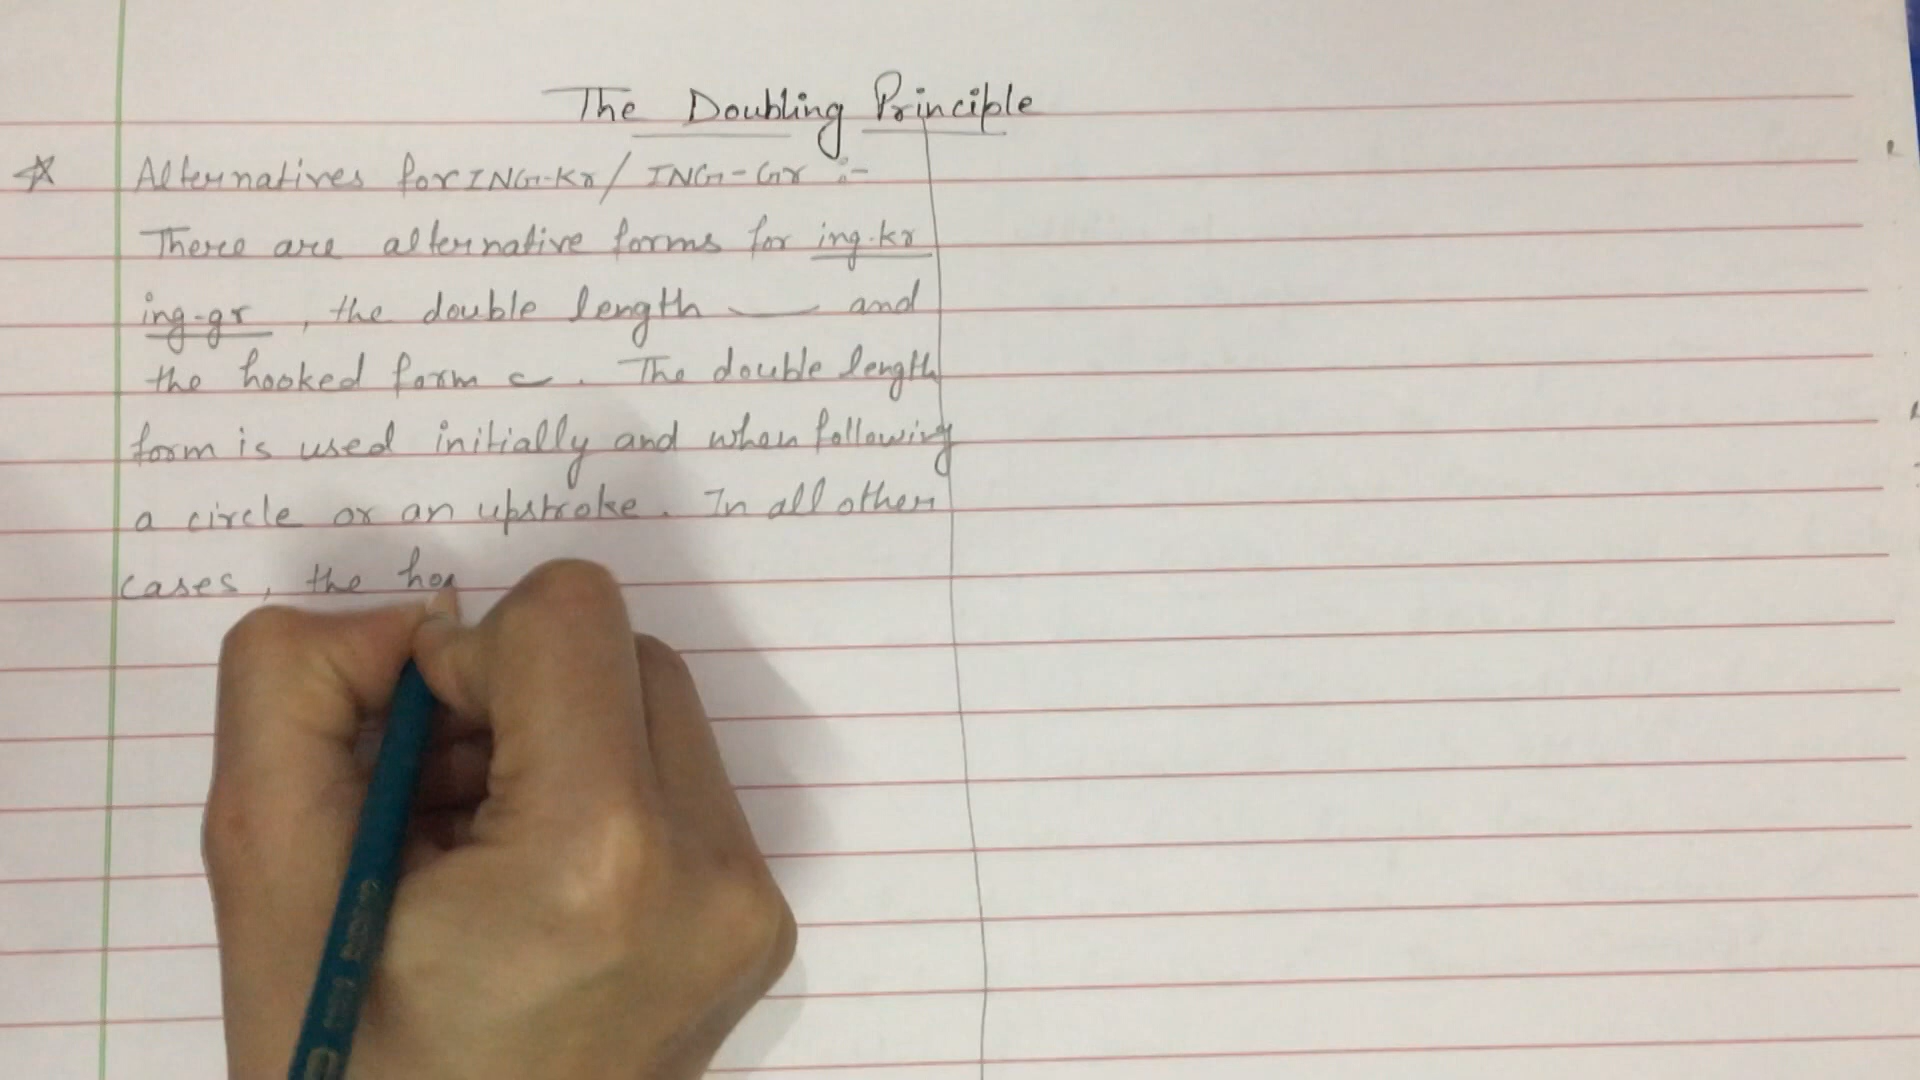 The Doubling Principle
☆ Alternatives for ING-Kr / ING-Gr :-
There are alternative forms for ing-kr
ing-gr , the double length and
the hooked form . The double length
form is used initially and when following
a circle or an upstroke. In all other
cases, the hoo